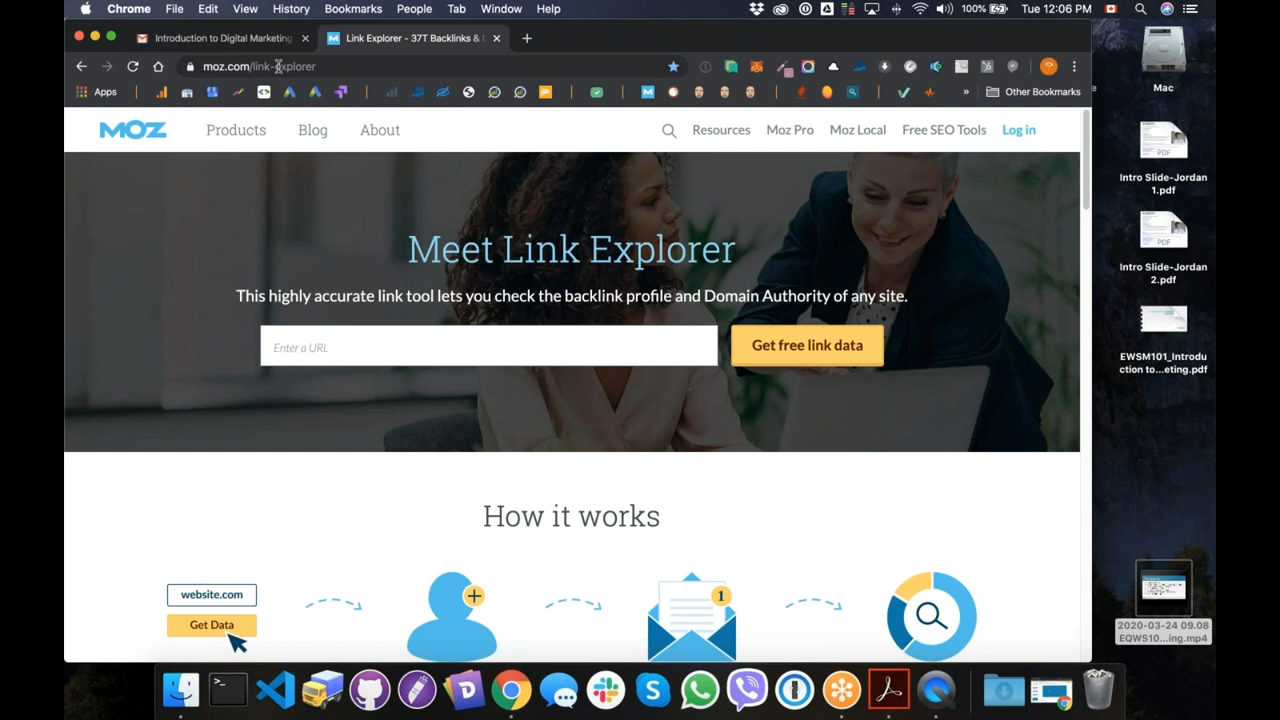 Chrome File Edit View History Bookmarks People Tab Window Help
100% Tue 12:06 PM
Introduction to Digital Marketing
Link Explorer - 37T Backlinks &
moz.com/link-explorer
Apps
Other Bookmarks
MOZ Products Blog About
Resources Moz Pro Moz Local Free SEO Tools Log in
Meet Link Explorer
This highly accurate link tool lets you check the backlink profile and Domain Authority of any site.
Enter a URL
Get free link data
How it works
website.com
Get Data
1
Mac
PDF
Intro Slide-Jordan
1.pdf
PDF
Intro Slide-Jordan
2.pdf
EWSM101_Introdu
ction to...eting.pdf
2020-03-24 09.08
EQWS10...ing.mp4